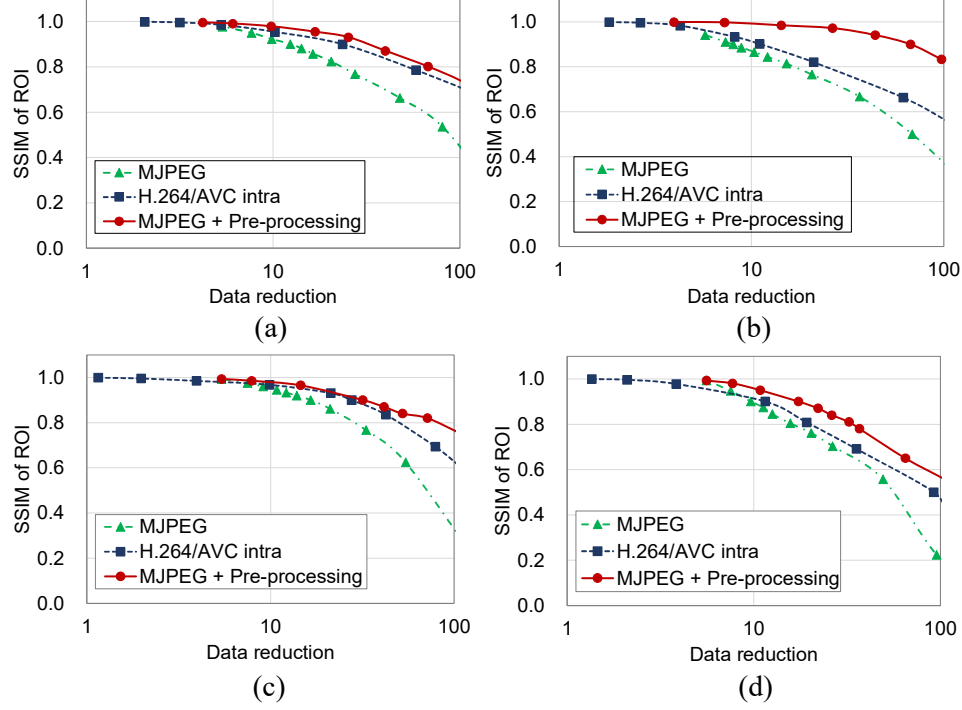 SSIM of ROI
1.0
0.8
0.6
0.4
0.2
0.0
MJPEG
H.264/AVC intra
MJPEG + Pre-processing
1 10 100
Data reduction
(a)
SSIM of ROI
1.0
0.8
0.6
0.4
0.2
0.0
MJPEG
H.264/AVC intra
MJPEG + Pre-processing
1 10 100
Data reduction
(b)
SSIM of ROI
1.0
0.8
0.6
0.4
0.2
0.0
MJPEG
H.264/AVC intra
MJPEG + Pre-processing
1 10 100
Data reduction
(c)
SSIM of ROI
1.0
0.8
0.6
0.4
0.2
0.0
MJPEG
H.264/AVC intra
MJPEG + Pre-processing
1 10 100
Data reduction
(d)